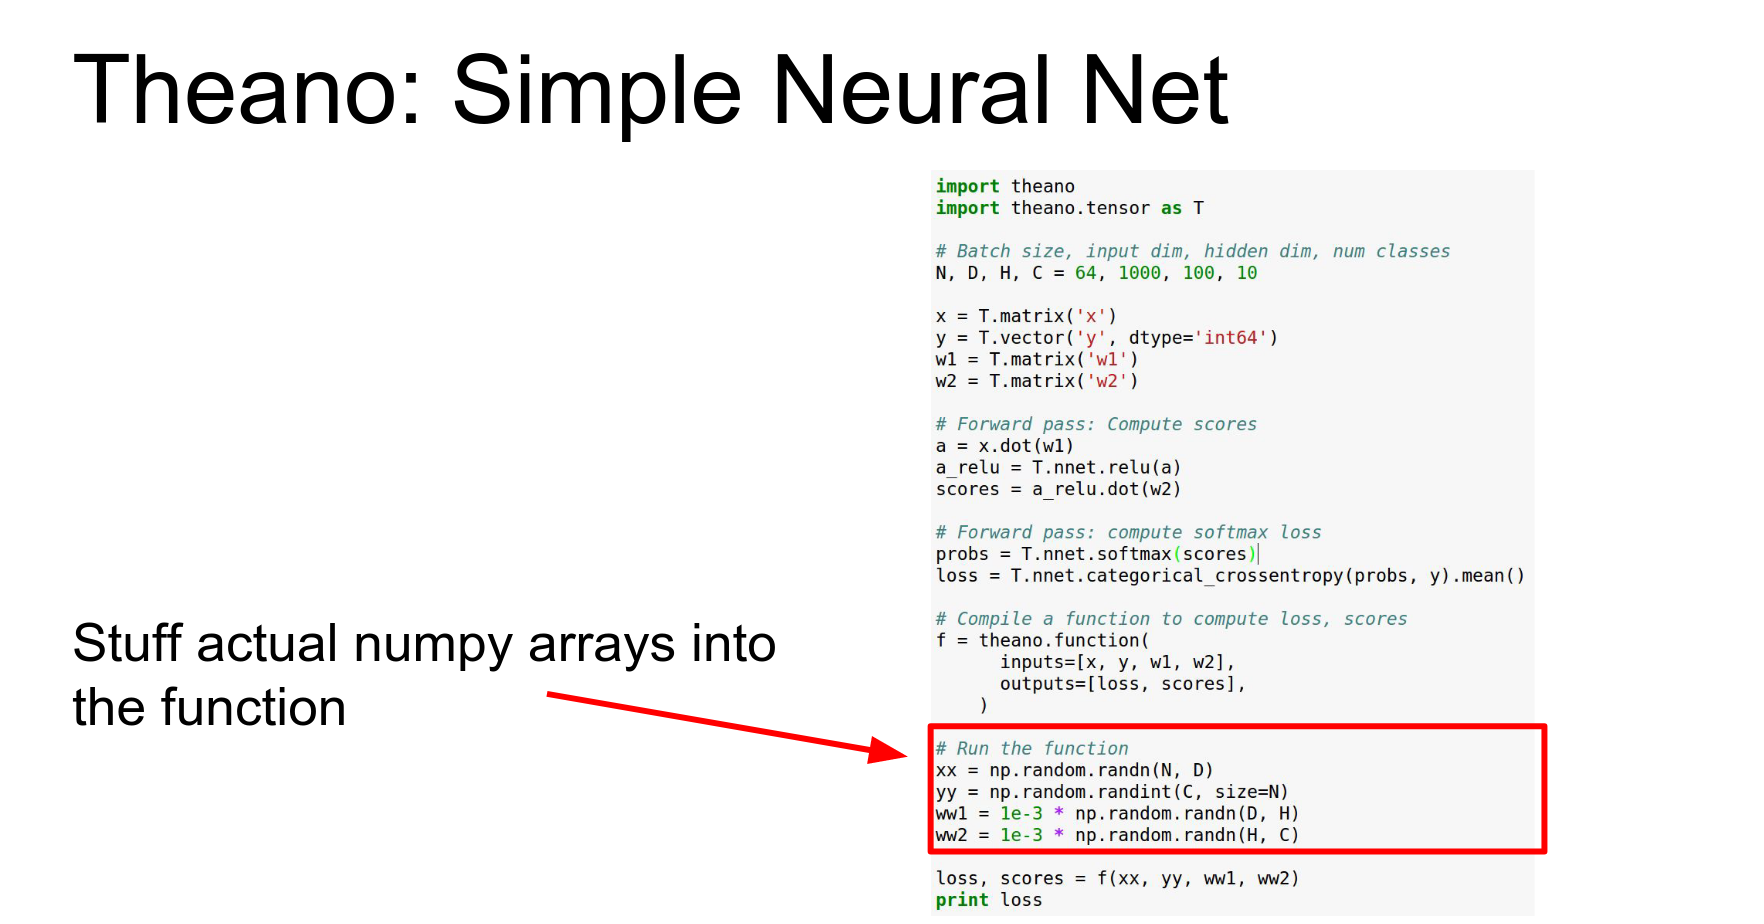 Theano: Simple Neural Net
import theano
import theano.tensor as T
# Batch size, input dim, hidden dim, num classes
N, D, H, C = 64, 1000, 100, 10
x = T.matrix('x')
y = T.vector('y', dtype='int64')
w1 = T.matrix('w1')
w2 = T.matrix('w2')
# Forward pass: Compute scores
a = x.dot(w1)
a_relu = T.nnet.relu(a)
scores = a_relu.dot(w2)
# Forward pass: compute softmax loss
probs = T.nnet.softmax(scores)
loss = T.nnet.categorical_crossentropy(probs, y).mean()
# Compile a function to compute loss, scores
f = theano.function(
      inputs=[x, y, w1, w2],
      outputs=[loss, scores],
    )
Stuff actual numpy arrays into
the function
# Run the function
xx = np.random.randn(N, D)
yy = np.random.randint(C, size=N)
ww1 = 1e-3 * np.random.randn(D, H)
ww2 = 1e-3 * np.random.randn(H, C)
loss, scores = f(xx, yy, ww1, ww2)
print loss